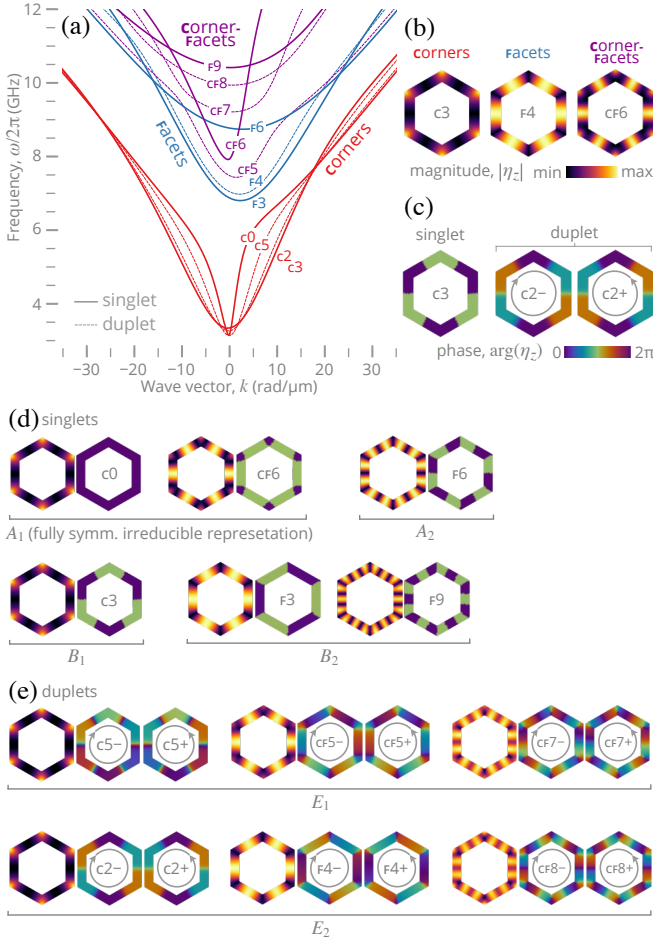 (a)
Corner-
Facets
F9
CF8
CF7
F6
CF6
CF5
F4
F3
Facets
Corners
c0
c5
c2
c3
singlet
duplet
12
10
8
6
4
Frequency, ω/2π (GHz)
−30 −20 −10 0 10 20 30
Wave vector, k (rad/μm)
(b)
Corners Facets Corner-
Facets
c3 F4 CF6
magnitude, |η_z̃| min max
(c)
singlet duplet
c3 c2− c2+
phase, arg(η_z̃) 0 2π
(d) singlets
c0 CF6 F6
A₁ (fully symm. irreducible represetation) A₂
c3 F3 F9
B₁ B₂
(e) duplets
c5− c5+ CF5− CF5+ CF7− CF7+
E₁
c2− c2+ F4− F4+ CF8− CF8+
E₂